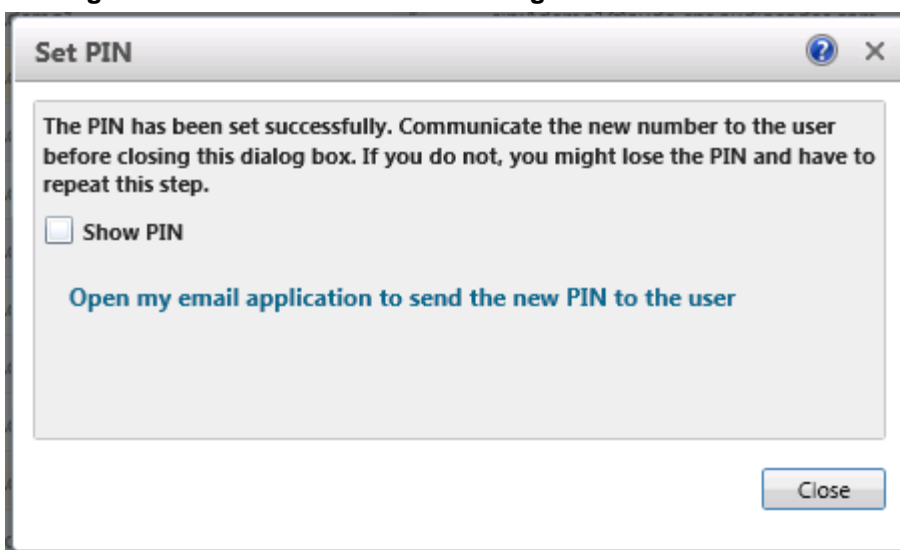 Set PIN
The PIN has been set successfully. Communicate the new number to the user
before closing this dialog box. If you do not, you might lose the PIN and have to
repeat this step.
Show PIN
Open my email application to send the new PIN to the user
Close